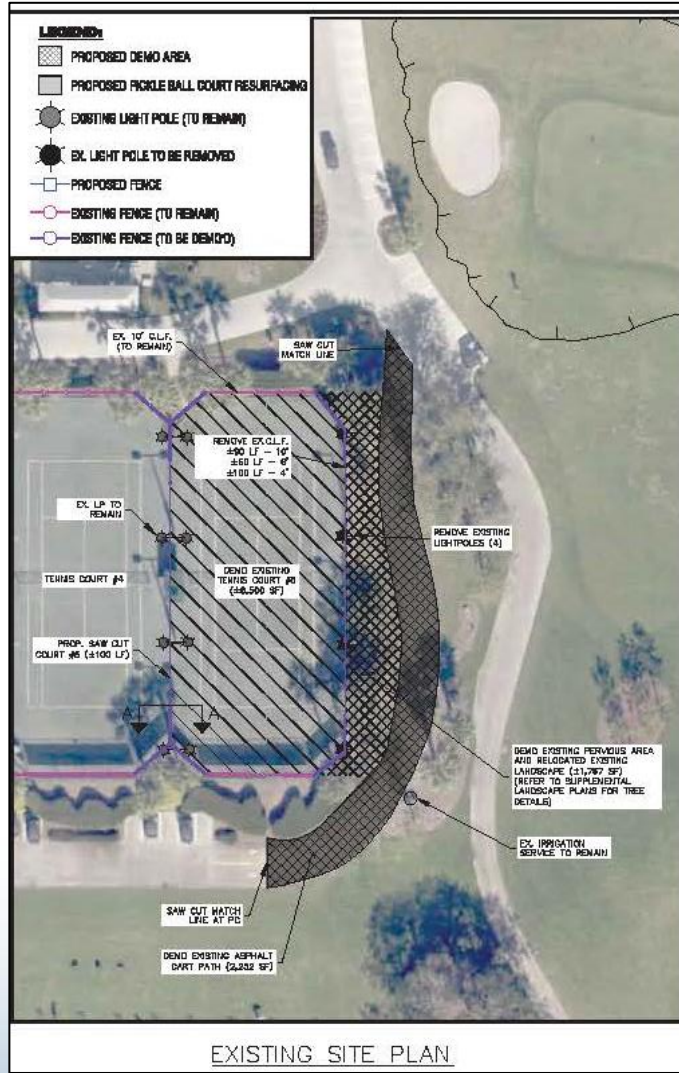 LEGEND:
PROPOSED DEMO AREA
PROPOSED PICKLE BALL COURT RESURFACING
EXISTING LIGHT POLE (TO REMAIN)
EX. LIGHT POLE TO BE REMOVED
PROPOSED FENCE
EXISTING FENCE (TO REMAIN)
EXISTING FENCE (TO BE DEMO'D)
EX. 10' C.L.F.
(TO REMAIN)
SAW CUT
MATCH LINE
REMOVE EX.C.L.F.
±90 LF - 10'
±60 LF - 6'
±100 LF - 4'
EX. LP TO
REMAIN
REMOVE EXISTING
LIGHTPOLES (4)
TENNIS COURT #4
DEMO EXISTING
TENNIS COURT
(±6,500 SF)
PROP. SAW CUT
COURT #5 (±100 LF)
A
A
DEMO EXISTING PERVIOUS AREA
AND RELOCATED EXISTING
LANDSCAPE (±1,767 SF)
(REFER TO SUPPLEMENTAL
LANDSCAPE PLANS FOR TREE
DETAILS)
EX. IRRIGATION
SERVICE TO REMAIN
SAW CUT MATCH
LINE AT PC
DEMO EXISTING ASPHALT
CART PATH (2,252 SF)
EXISTING SITE PLAN